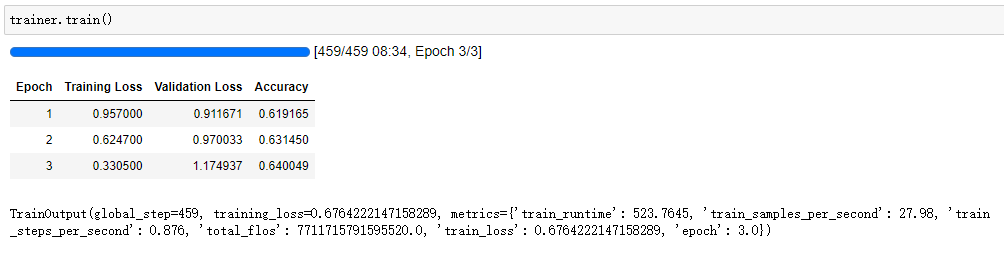 trainer.train()
[459/459 08:34, Epoch 3/3]
Epoch Training Loss Validation Loss Accuracy
1 0.957000 0.911671 0.619165
2 0.624700 0.970033 0.631450
3 0.330500 1.174937 0.640049
TrainOutput(global_step=459, training_loss=0.6764222147158289, metrics={'train_runtime': 523.7645, 'train_samples_per_second': 27.98, 'train
_steps_per_second': 0.876, 'total_flos': 7711715791595520.0, 'train_loss': 0.6764222147158289, 'epoch': 3.0})